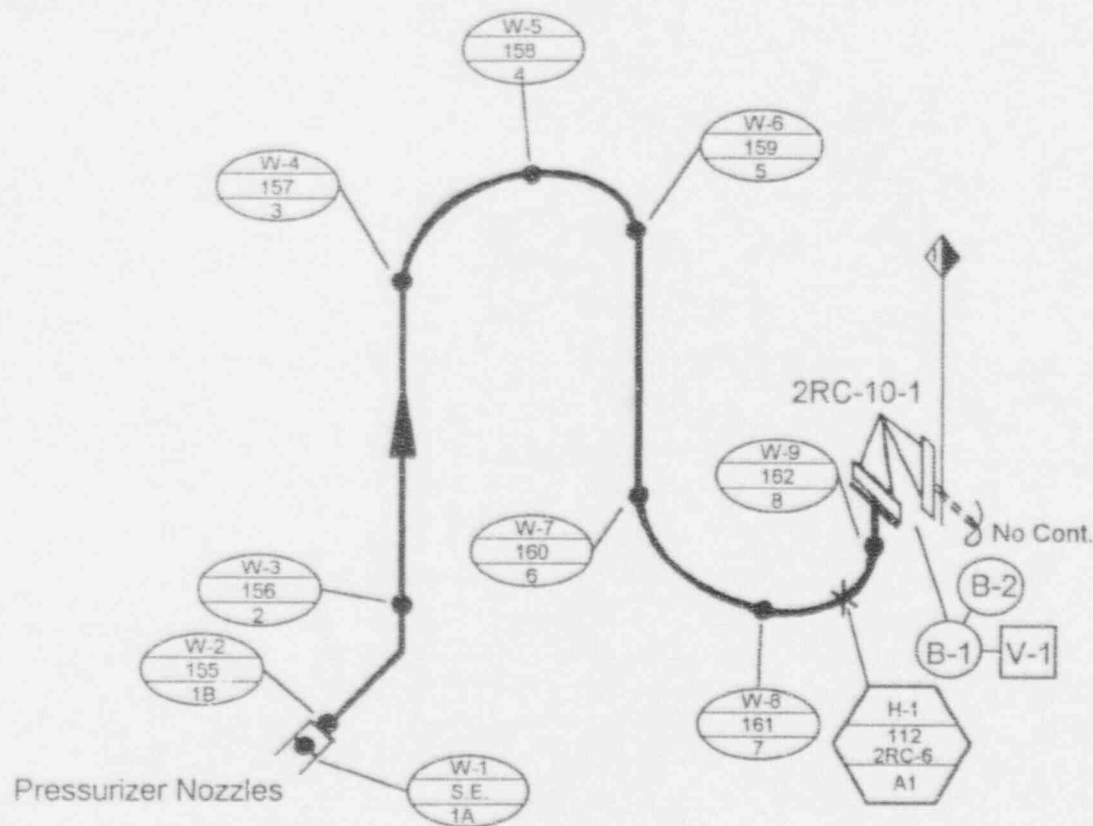 W-5
158
4
W-6
159
5
W-4
157
3
1
2RC-10-1
W-9
162
8
W-7
160
6
No Cont.
W-3
156
2
B-2
W-2
155
1B
B-1
V-1
W-8
161
7
H-1
112
2RC-6
A1
Pressurizer Nozzles
W-1
S.E.
1A